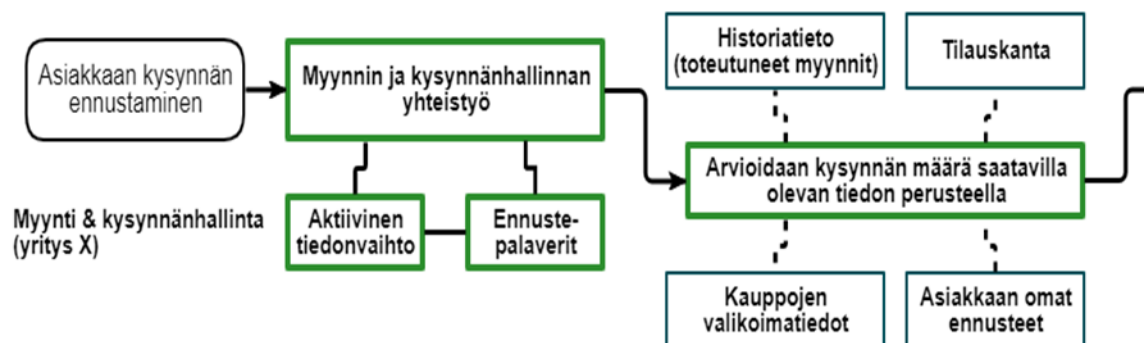 Asiakkaan kysynnän
ennustaminen
Myynnin ja kysynnänhallinnan
yhteistyö
Historiatieto
(toteutuneet myynnit)
Tilauskanta
Arvioidaan kysynnän määrä saatavilla
olevan tiedon perusteella
Myynti & kysynnänhallinta
(yritys X)
Aktiivinen
tiedonvaihto
Ennuste-
palaverit
Kauppojen
valikoimatiedot
Asiakkaan omat
ennusteet